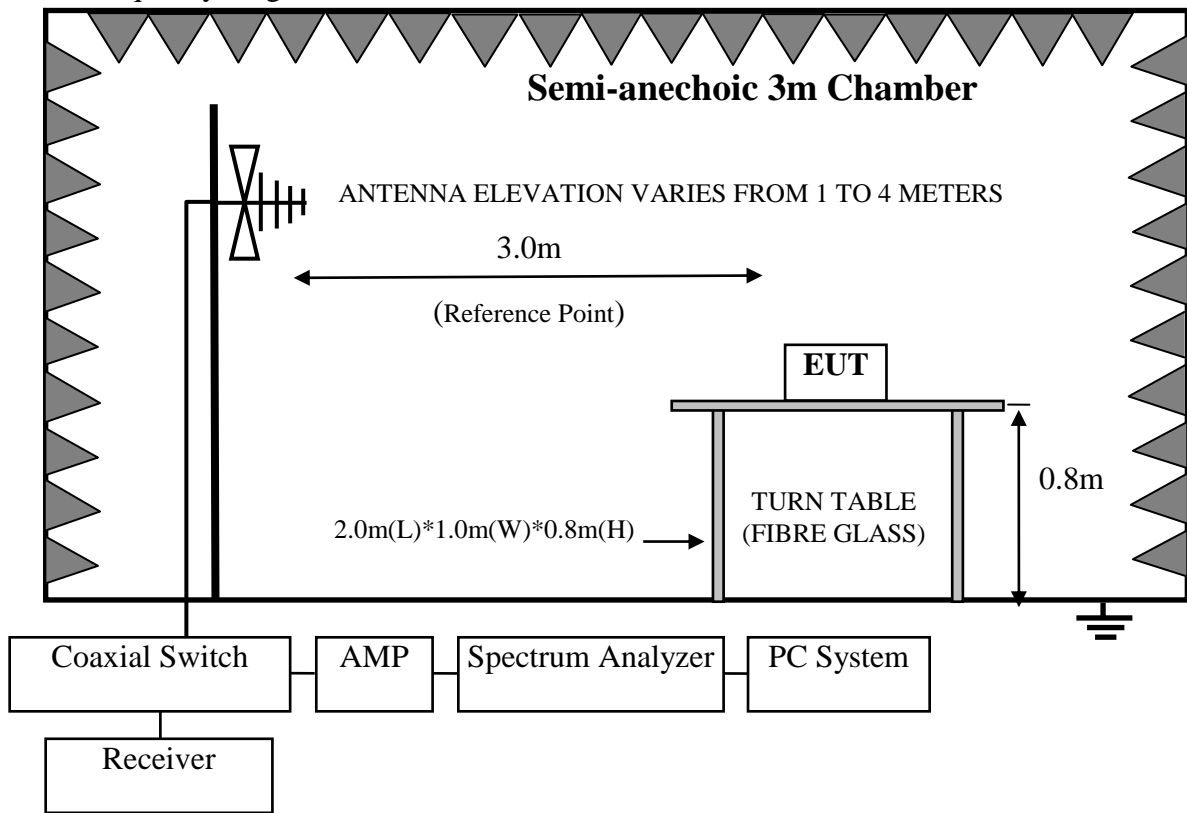 Semi-anechoic 3m Chamber
ANTENNA ELEVATION VARIES FROM 1 TO 4 METERS
3.0m
(Reference Point)
EUT
0.8m
TURN TABLE
(FIBRE GLASS)
2.0m(L)*1.0m(W)*0.8m(H)
Coaxial Switch
AMP
Spectrum Analyzer
PC System
Receiver